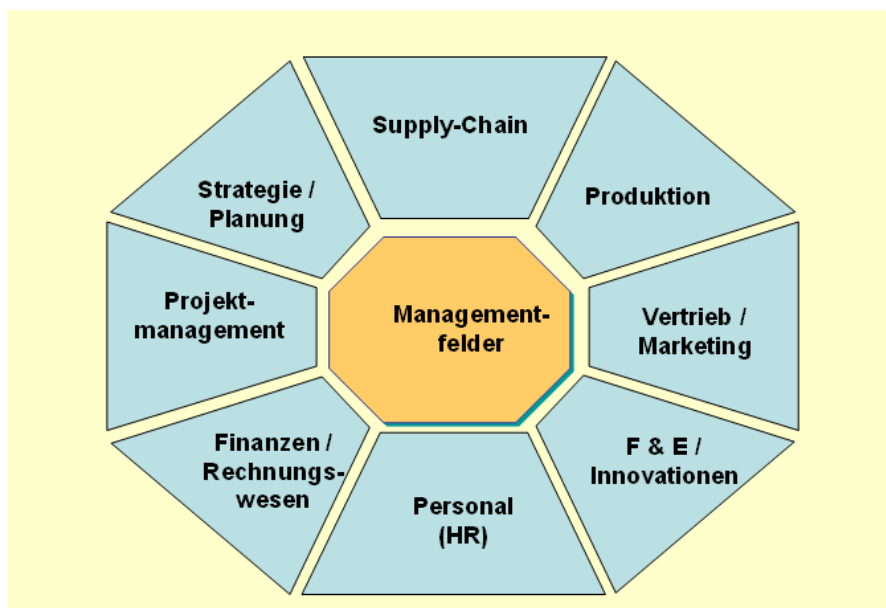 Supply-Chain
Produktion
Vertrieb /
Marketing
F & E /
Innovationen
Personal
(HR)
Finanzen /
Rechnungs-
wesen
Projekt-
management
Strategie /
Planung
Management-
felder